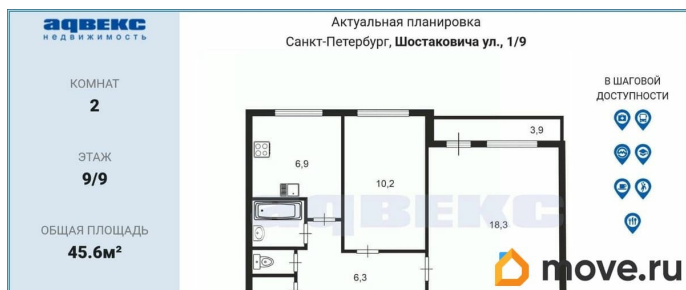 адвекс
недвижимость
КОМНАТ
2
ЭТАЖ
9/9
ОБЩАЯ ПЛОЩАДЬ
45.6м²
Актуальная планировка
Санкт-Петербург, Шостаковича ул., 1/9
В ШАГОВОЙ
ДОСТУПНОСТИ
3,9
6,9
10,2
18,3
6,3
адвекс
move.ru